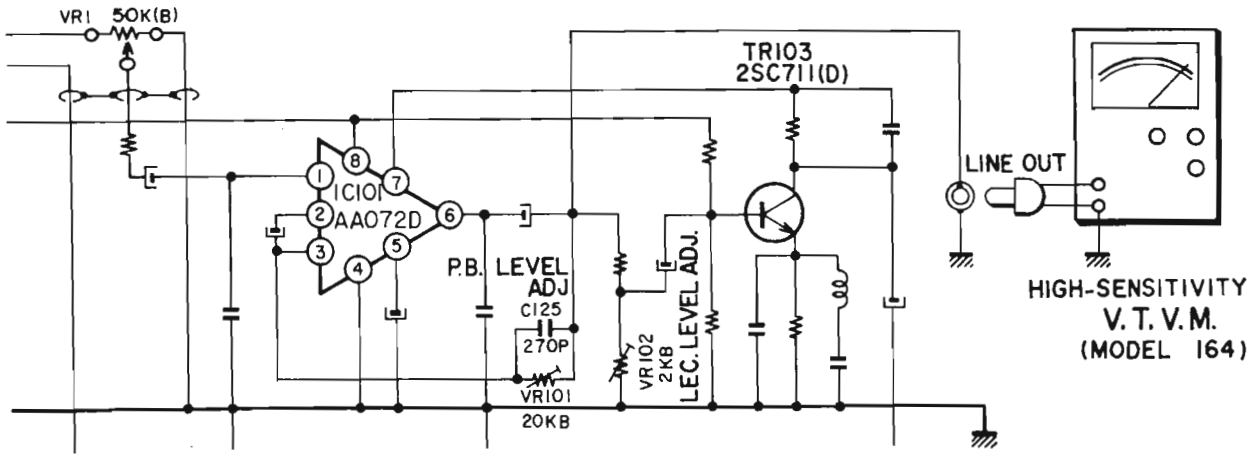 VR1 50K(B)
TR103
2SC711(D)
8
7
1
IC101
2
AA072D
6
3
5
4
LINE OUT
P.B. LEVEL
ADJ
C125
270P
VR101
20KB
VR102
2KB
LEC. LEVEL ADJ.
HIGH-SENSITIVITY
V. T. V. M.
(MODEL 164)